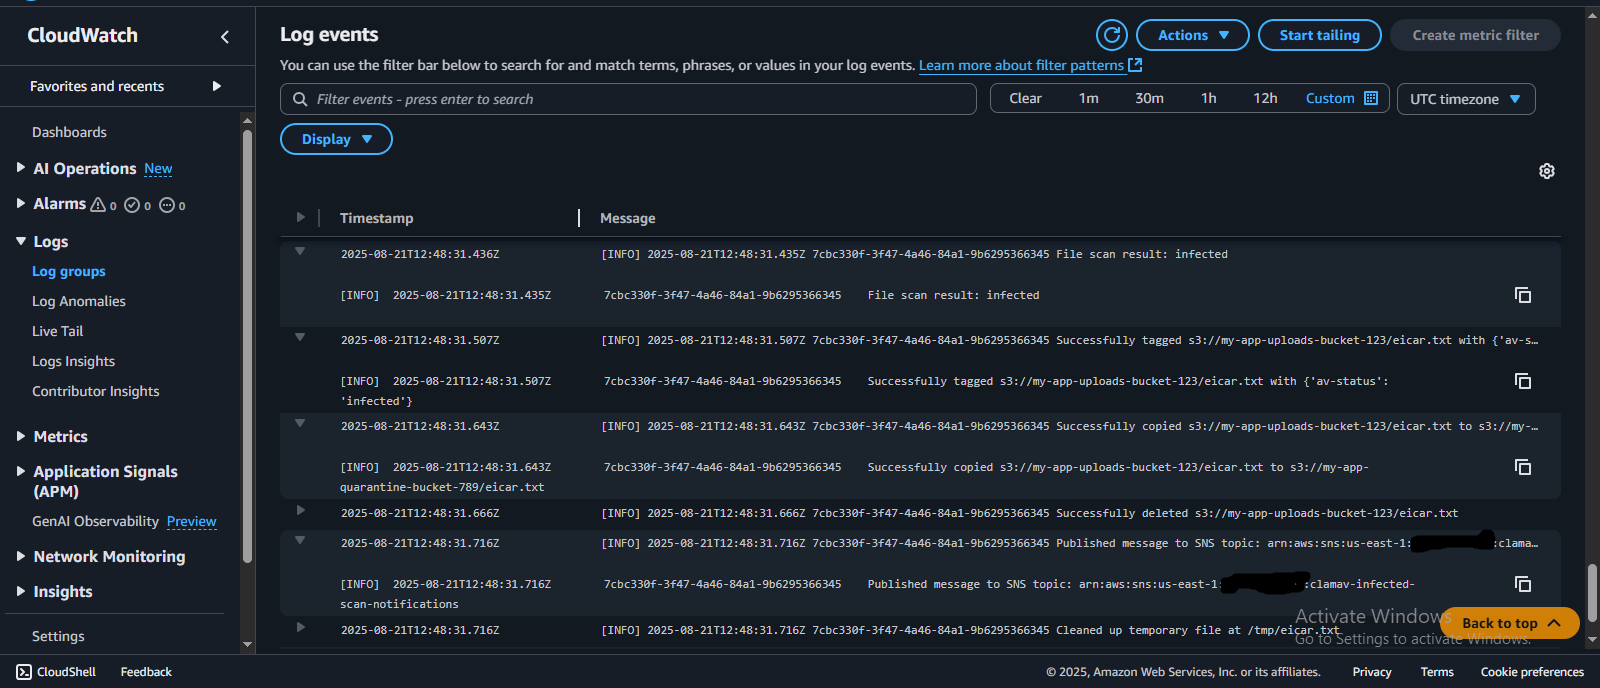 CloudWatch
Favorites and recents
Dashboards
AI Operations New
Alarms 0 0 0
Logs
Log groups
Log Anomalies
Live Tail
Logs Insights
Contributor Insights
Metrics
Application Signals
(APM)
GenAI Observability Preview
Network Monitoring
Insights
Settings
Log events
Actions
Start tailing
Create metric filter
You can use the filter bar below to search for and match terms, phrases, or values in your log events. Learn more about filter patterns
Filter events - press enter to search
Clear 1m 30m 1h 12h Custom
UTC timezone
Display
Timestamp Message
2025-08-21T12:48:31.436Z [INFO] 2025-08-21T12:48:31.435Z 7cbc330f-3f47-4a46-84a1-9b6295366345 File scan result: infected
[INFO] 2025-08-21T12:48:31.435Z 7cbc330f-3f47-4a46-84a1-9b6295366345 File scan result: infected
2025-08-21T12:48:31.507Z [INFO] 2025-08-21T12:48:31.507Z 7cbc330f-3f47-4a46-84a1-9b6295366345 Successfully tagged s3://my-app-uploads-bucket-123/eicar.txt with {'av-s…
[INFO] 2025-08-21T12:48:31.507Z 7cbc330f-3f47-4a46-84a1-9b6295366345 Successfully tagged s3://my-app-uploads-bucket-123/eicar.txt with {'av-status':
'infected'}
2025-08-21T12:48:31.643Z [INFO] 2025-08-21T12:48:31.643Z 7cbc330f-3f47-4a46-84a1-9b6295366345 Successfully copied s3://my-app-uploads-bucket-123/eicar.txt to s3://my-…
[INFO] 2025-08-21T12:48:31.643Z 7cbc330f-3f47-4a46-84a1-9b6295366345 Successfully copied s3://my-app-uploads-bucket-123/eicar.txt to s3://my-app-
quarantine-bucket-789/eicar.txt
2025-08-21T12:48:31.666Z [INFO] 2025-08-21T12:48:31.666Z 7cbc330f-3f47-4a46-84a1-9b6295366345 Successfully deleted s3://my-app-uploads-bucket-123/eicar.txt
2025-08-21T12:48:31.716Z [INFO] 2025-08-21T12:48:31.716Z 7cbc330f-3f47-4a46-84a1-9b6295366345 Published message to SNS topic: arn:aws:sns:us-east-1: :clama…
[INFO] 2025-08-21T12:48:31.716Z 7cbc330f-3f47-4a46-84a1-9b6295366345 Published message to SNS topic: arn:aws:sns:us-east-1: :clamav-infected-
scan-notifications
2025-08-21T12:48:31.716Z [INFO] 2025-08-21T12:48:31.716Z 7cbc330f-3f47-4a46-84a1-9b6295366345 Cleaned up temporary file at /tmp/eicar.txt
Activate Windows
Go to Settings to activate Windows.
Back to top
CloudShell Feedback
© 2025, Amazon Web Services, Inc. or its affiliates. Privacy Terms Cookie preferences